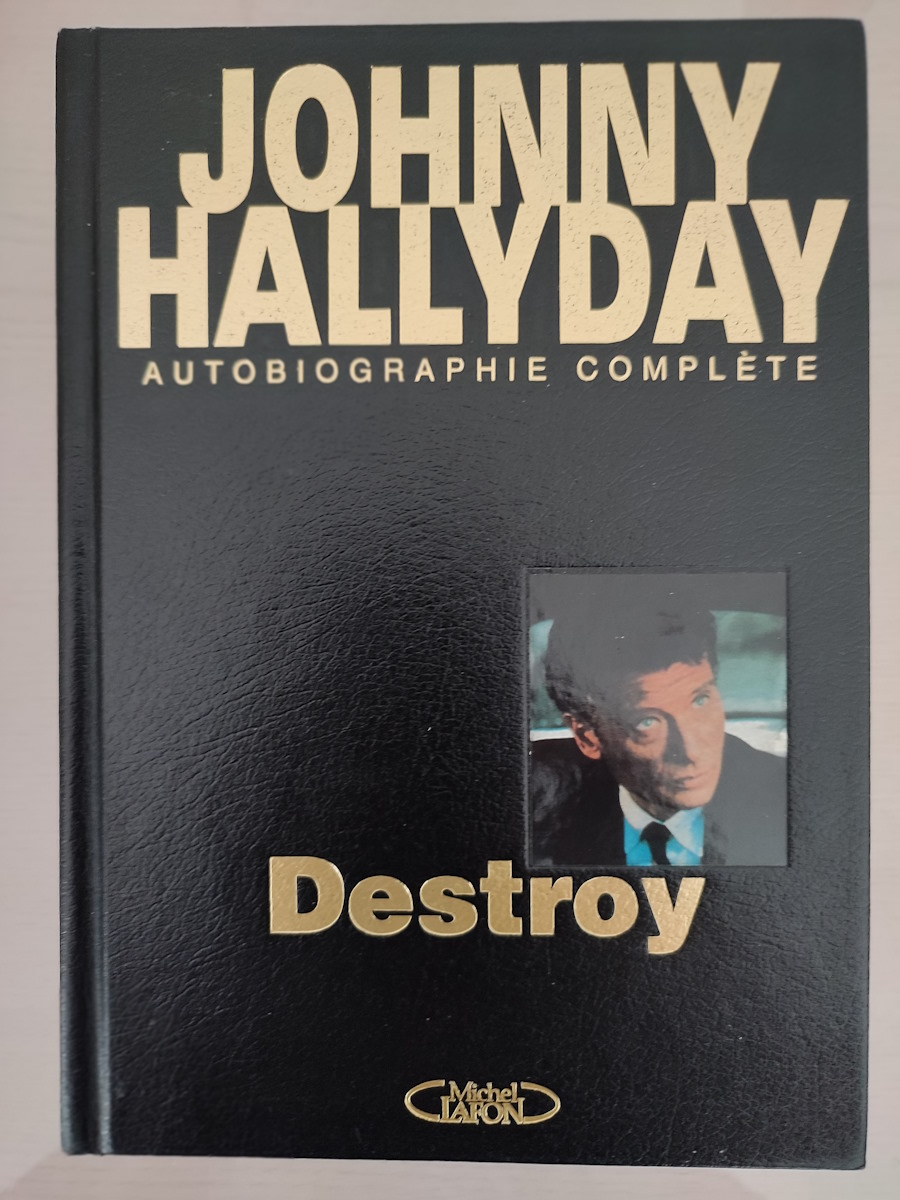 JOHNNY
HALLYDAY
AUTOBIOGRAPHIE COMPLÈTE
Destroy
Michel
LAFON